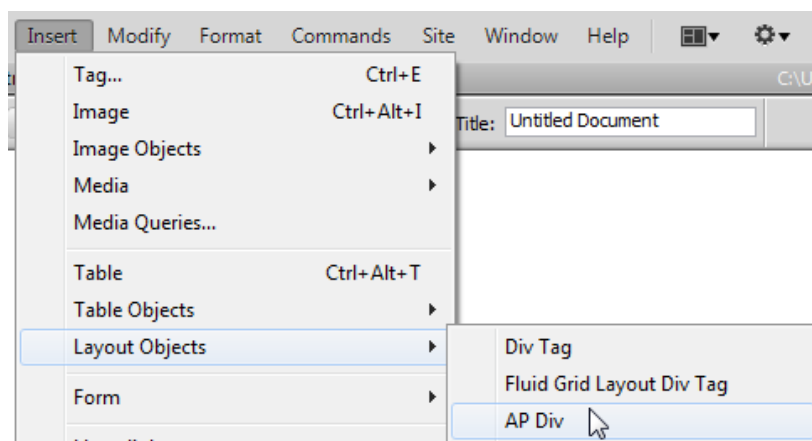 Insert Modify Format Commands Site Window Help
C:\U
Tag... Ctrl+E
Image Ctrl+Alt+I
Title: Untitled Document
Image Objects
Media
Media Queries...
Table Ctrl+Alt+T
Table Objects
Layout Objects
Div Tag
Fluid Grid Layout Div Tag
Form
AP Div